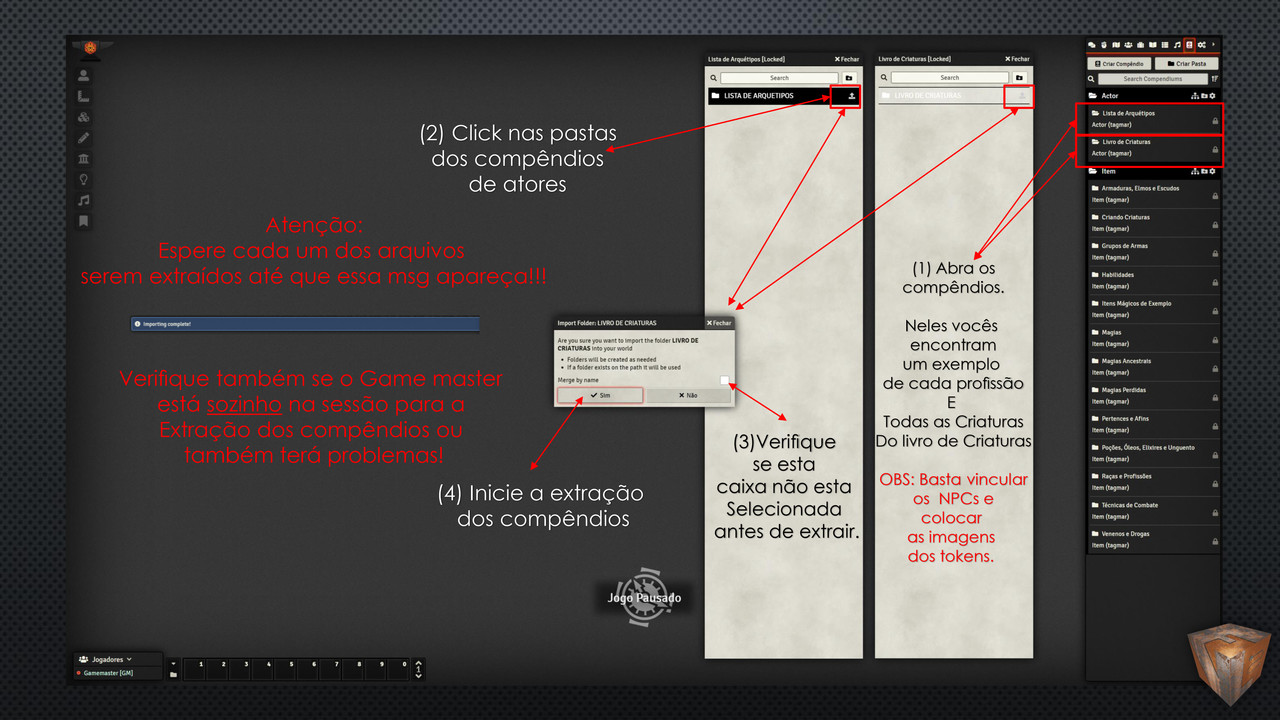 Lista de Arquétipos [Locked]
Fechar
Search
LISTA DE ARQUETIPOS
Livro de Criaturas [Locked]
Fechar
Search
LIVRO DE CRIATURAS
Criar Compêndio
Criar Pasta
Search Compendiums
Actor
Lista de Arquétipos
Actor (tagmar)
Livro de Criaturas
Actor (tagmar)
Item
Armaduras, Elmos e Escudos
Item (tagmar)
Criando Criaturas
Item (tagmar)
Grupos de Armas
Item (tagmar)
Habilidades
Item (tagmar)
Itens Mágicos de Exemplo
Item (tagmar)
Magias
Item (tagmar)
Magias Ancestrais
Item (tagmar)
Magias Perdidas
Item (tagmar)
Pertences e Afins
Item (tagmar)
Poções, Óleos, Elixires e Unguento
Item (tagmar)
Raças e Profissões
Item (tagmar)
Técnicas de Combate
Item (tagmar)
Venenos e Drogas
Item (tagmar)
(2) Click nas pastas
dos compêndios
de atores
Atenção:
Espere cada um dos arquivos
serem extraídos até que essa msg apareça!!!
Importing complete!
Verifique também se o Game master
está sozinho na sessão para a
Extração dos compêndios ou
também terá problemas!
(1) Abra os
compêndios.
Neles vocês
encontram
um exemplo
de cada profissão
E
Todas as Criaturas
Do livro de Criaturas
OBS: Basta vincular
os NPCs e
colocar
as imagens
dos tokens.
Import Folder: LIVRO DE CRIATURAS
Fechar
Are you sure you want to import the folder LIVRO DE
CRIATURAS into your world
• Folders will be created as needed
• If a folder exists on the path it will be used
Merge by name
Sim
Não
(3)Verifique
se esta
caixa não esta
Selecionada
antes de extrair.
(4) Inicie a extração
dos compêndios
Jogo Pausado
Jogadores
Gamemaster [GM]
1 2 3 4 5 6 7 8 9 0
1